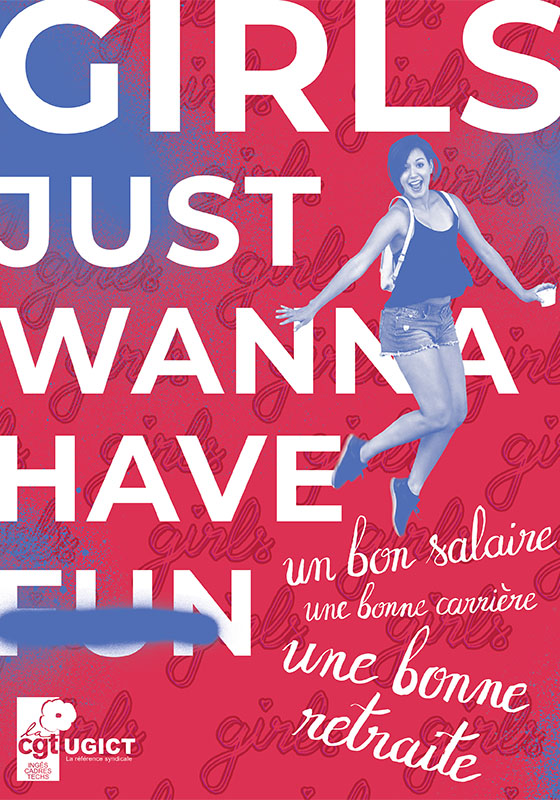 GIRLS
JUST
WANNA
HAVE
FUN
un bon salaire
une bonne carrière
une bonne
retraite
la
cgt UGICT
La référence syndicale
INGÉS
CADRES
TECHS